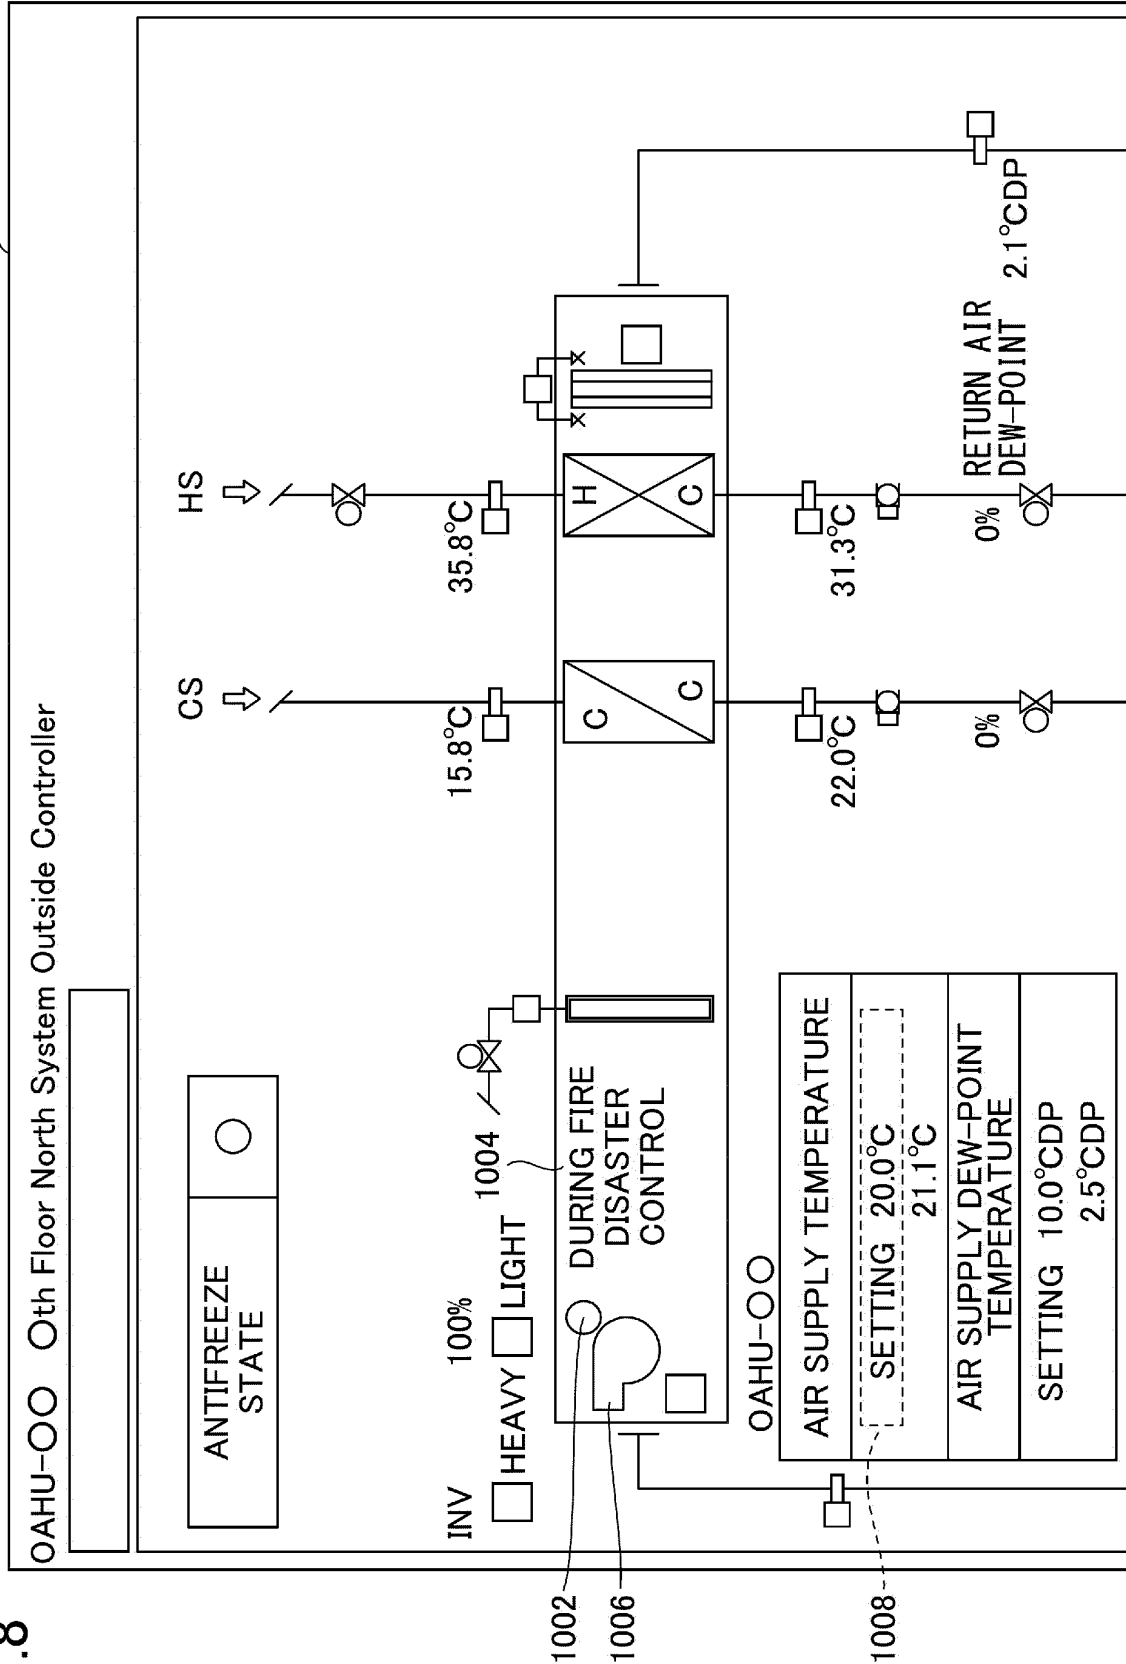 .8
OAHU-○○ ○th Floor North System Outside Controller
ANTIFREEZE
STATE
CS
HS
INV
100%
HEAVY
LIGHT
1004
15.8°C
35.8°C
1002
1006
DURING FIRE
DISASTER
CONTROL
C
C
H
C
OAHU-○○
AIR SUPPLY TEMPERATURE
SETTING 20.0°C
21.1°C
AIR SUPPLY DEW-POINT
TEMPERATURE
SETTING 10.0°CDP
2.5°CDP
1008
22.0°C
31.3°C
0%
0%
RETURN AIR
DEW-POINT
2.1°CDP